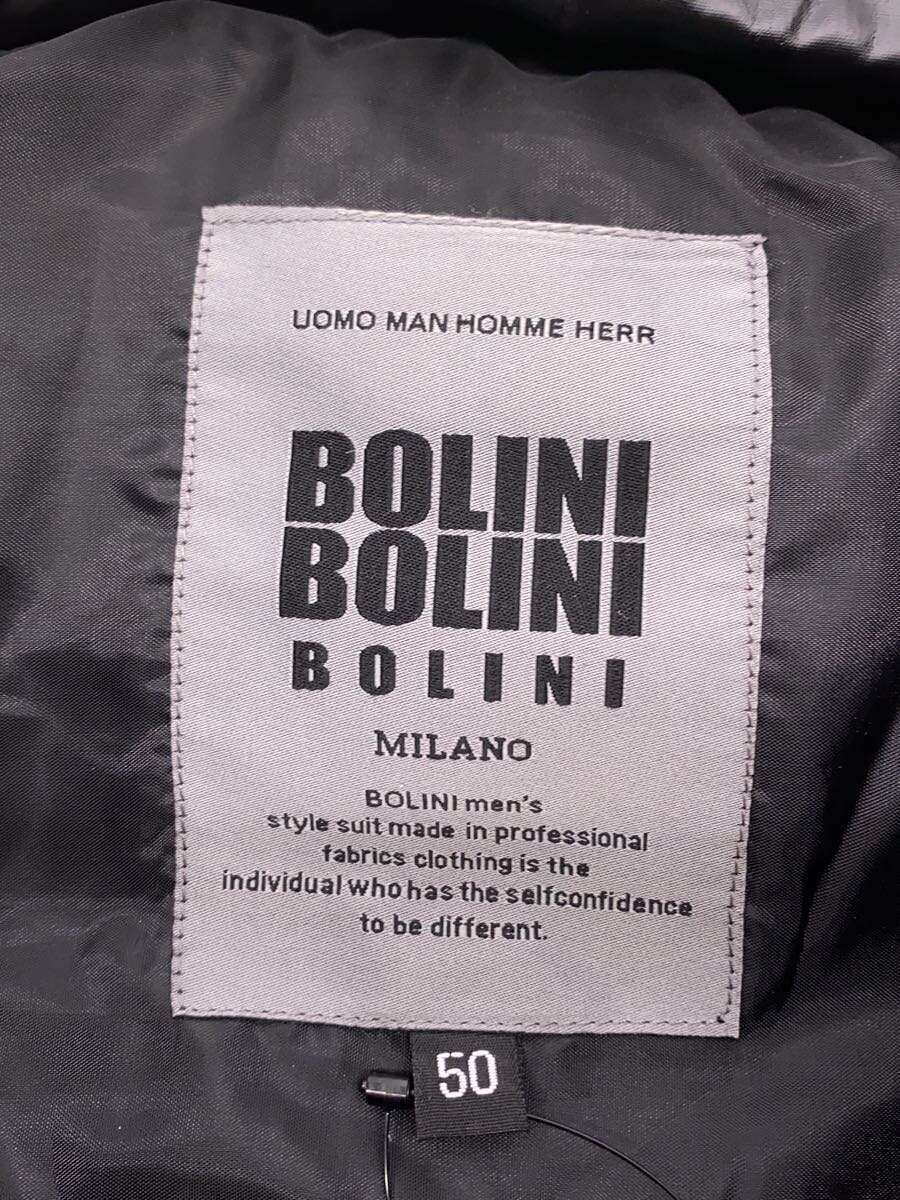 UOMO MAN HOMME HERR
BOLINI
BOLINI
BOLINI
MILANO
BOLINI men's
style suit made in professional
fabrics clothing is the
individual who has the selfconfidence
to be different.
50